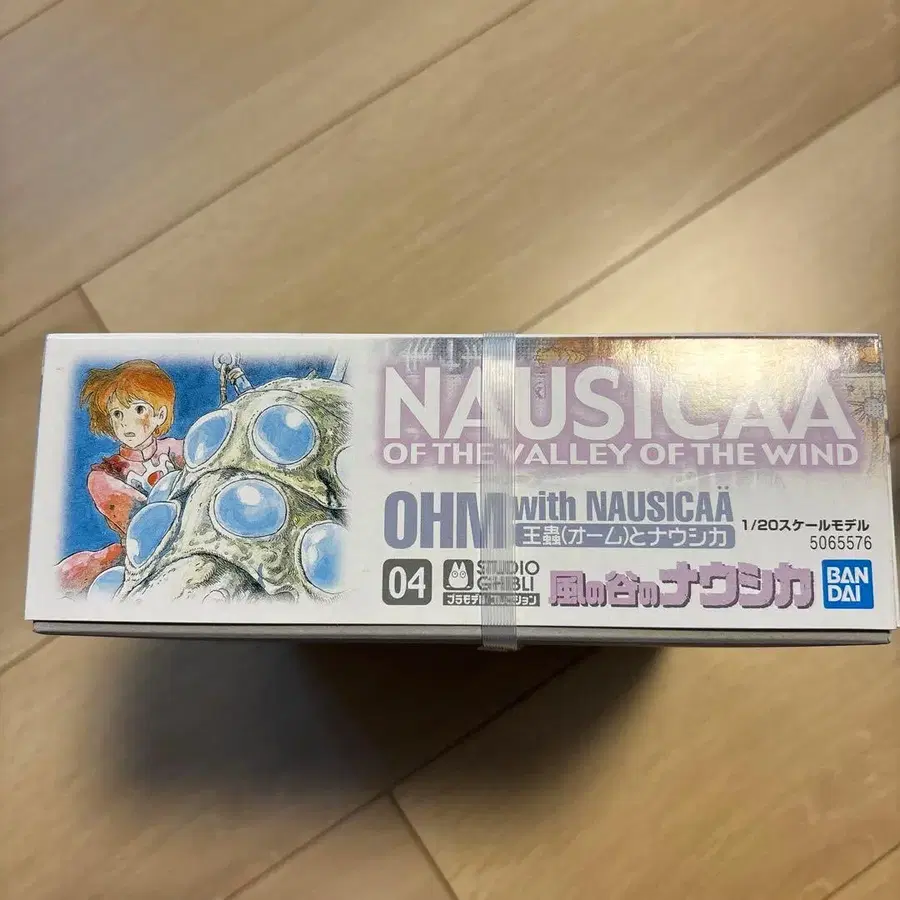 NAUSICAÄ
OF THE VALLEY OF THE WIND
OHM with NAUSICAÄ
王蟲(オーム)とナウシカ
1/20スケールモデル
5065576
04
STUDIO
GHIBLI
プラモデルコレクション
風の谷のナウシカ
BAN
DAI